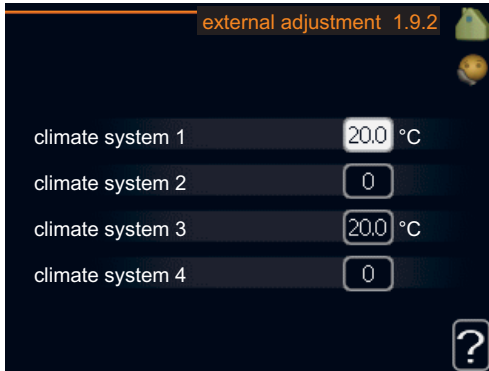 external adjustment 1.9.2
climate system 1 20.0 °C
climate system 2 0
climate system 3 20.0 °C
climate system 4 0
?